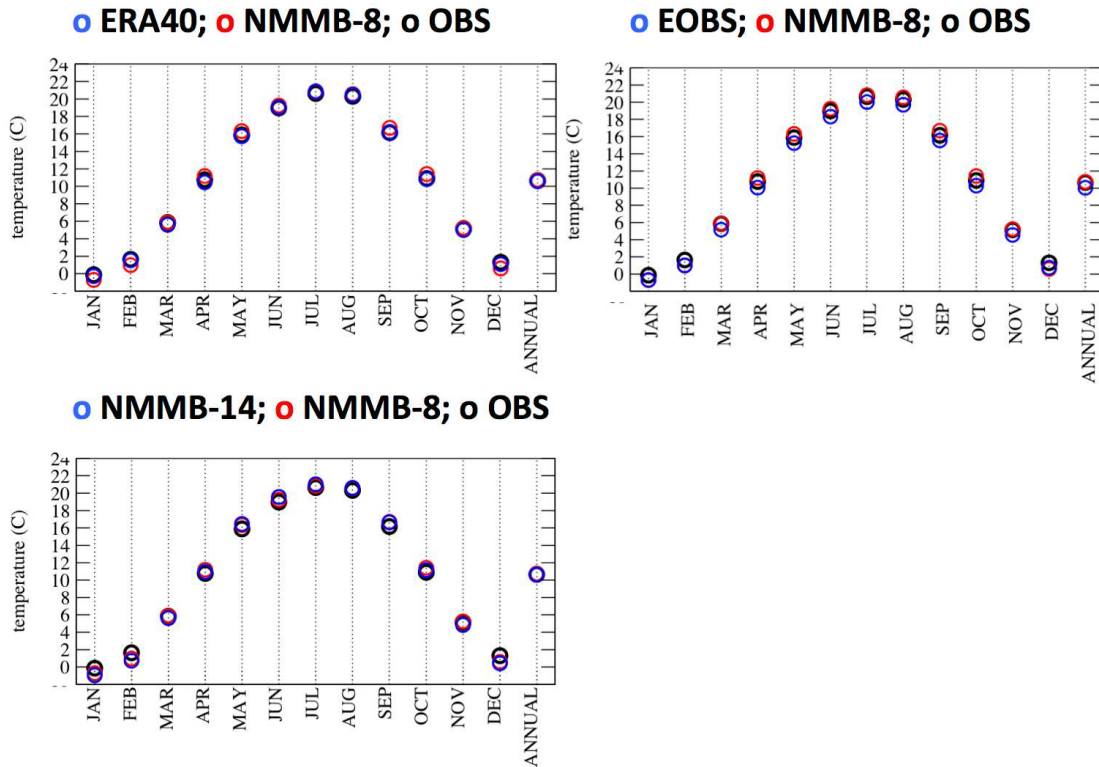 o ERA40; o NMMB-8; o OBS
24
22
20
18
16
14
12
10
8
6
4
2
0
temperature (C)
JAN
FEB
MAR
APR
MAY
JUN
JUL
AUG
SEP
OCT
NOV
DEC
ANNUAL
o EOBS; o NMMB-8; o OBS
24
22
20
18
16
14
12
10
8
6
4
2
0
temperature (C)
JAN
FEB
MAR
APR
MAY
JUN
JUL
AUG
SEP
OCT
NOV
DEC
ANNUAL
o NMMB-14; o NMMB-8; o OBS
24
22
20
18
16
14
12
10
8
6
4
2
0
temperature (C)
JAN
FEB
MAR
APR
MAY
JUN
JUL
AUG
SEP
OCT
NOV
DEC
ANNUAL